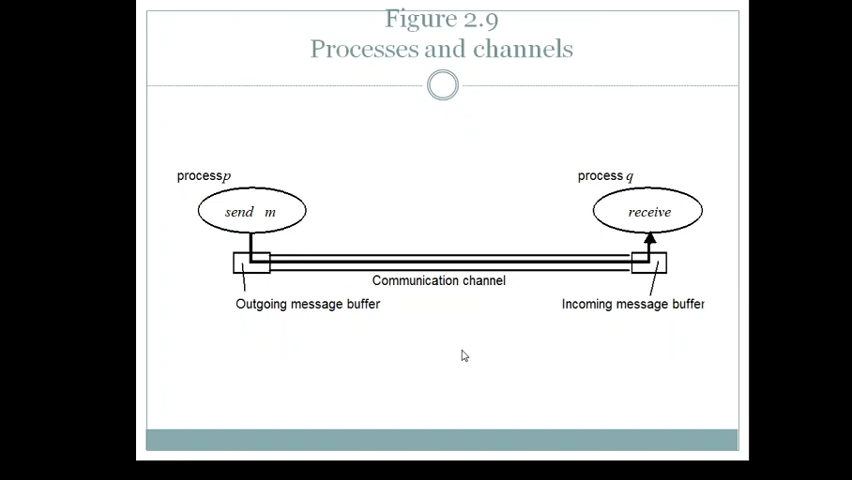 Figure 2.9
Processes and channels
process p
process q
send m
receive
Communication channel
Outgoing message buffer
Incoming message buffer